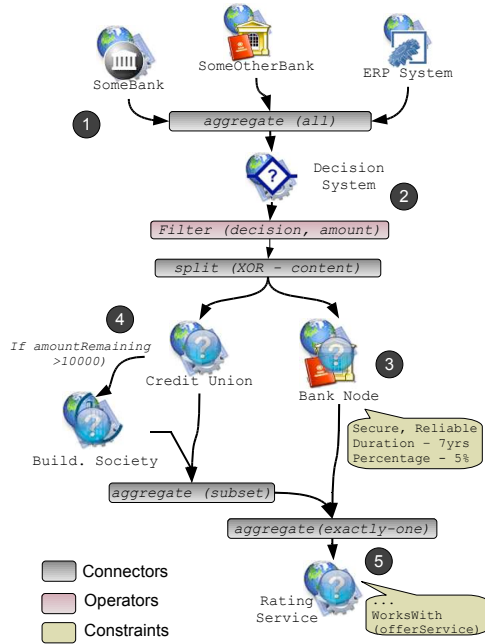 SomeBank
SomeOtherBank
ERP System
1
aggregate (all)
?
Decision
System
2
Filter (decision, amount)
split (XOR - content)
4
If amountRemaining
>10000)
?
Credit Union
?
Bank Node
3
?
Build. Society
Secure, Reliable
Duration - 7yrs
Percentage - 5%
aggregate (subset)
aggregate(exactly-one)
5
?
Rating
Service
...
WorksWith
(offerService)
Connectors
Operators
Constraints